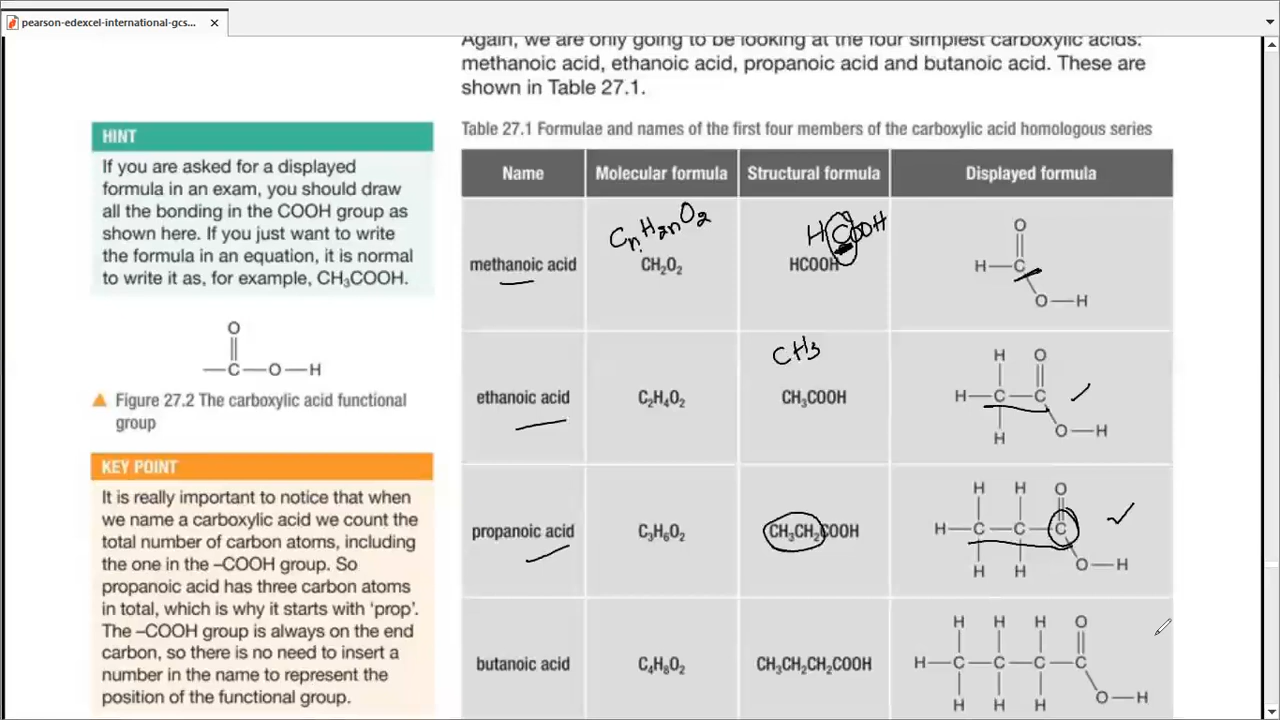 pearson-edexcel-international-gcs...
Again, we are only going to be looking at the four simplest carboxylic acids:
methanoic acid, ethanoic acid, propanoic acid and butanoic acid. These are
shown in Table 27.1.
HINT
If you are asked for a displayed
formula in an exam, you should draw
all the bonding in the COOH group as
shown here. If you just want to write
the formula in an equation, it is normal
to write it as, for example, CH₃COOH.
O
—C—O—H
Figure 27.2 The carboxylic acid functional
group
KEY POINT
It is really important to notice that when
we name a carboxylic acid we count the
total number of carbon atoms, including
the one in the –COOH group. So
propanoic acid has three carbon atoms
in total, which is why it starts with ‘prop’.
The –COOH group is always on the end
carbon, so there is no need to insert a
number in the name to represent the
position of the functional group.
Table 27.1 Formulae and names of the first four members of the carboxylic acid homologous series
Name Molecular formula Structural formula Displayed formula
CnH2nO2 HCOOH
O
methanoic acid CH₂O₂ HCOOH H—C
O—H
CH3
H O
ethanoic acid C₂H₄O₂ CH₃COOH H—C—C
H O—H
H H O
propanoic acid C₃H₆O₂ CH₃CH₂COOH H—C—C—C
H H O—H
H H H O
butanoic acid C₄H₈O₂ CH₃CH₂CH₂COOH H—C—C—C—C
H H H O—H